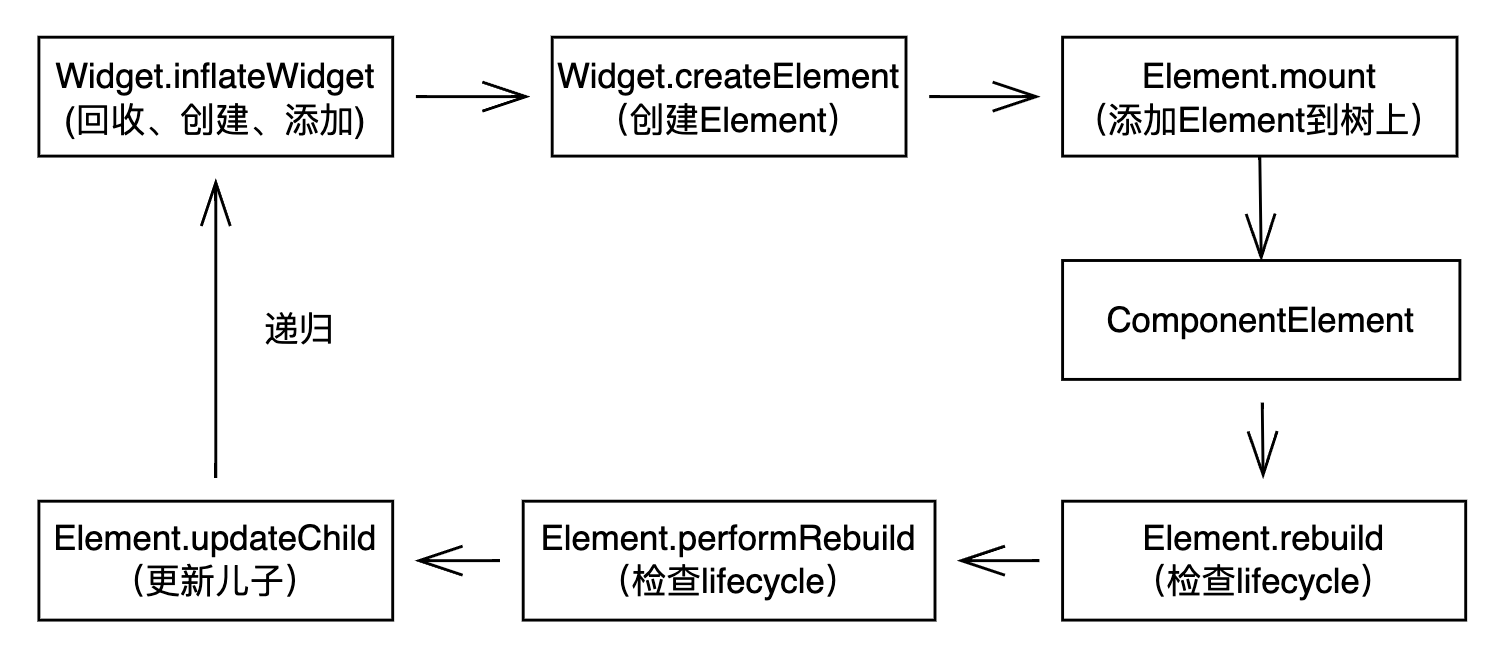 Widget.inflateWidget
(回收、创建、添加)
Widget.createElement
（创建Element）
Element.mount
（添加Element到树上）
ComponentElement
递归
Element.updateChild
（更新儿子）
Element.performRebuild
（检查lifecycle）
Element.rebuild
（检查lifecycle）